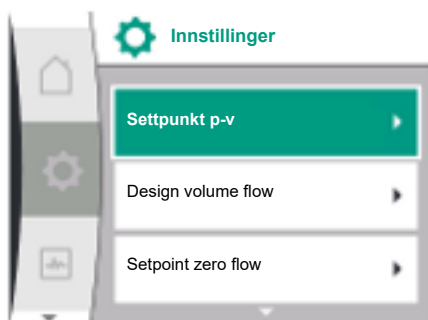 Innstillinger
Settpunkt p-v
Design volume flow
Setpoint zero flow